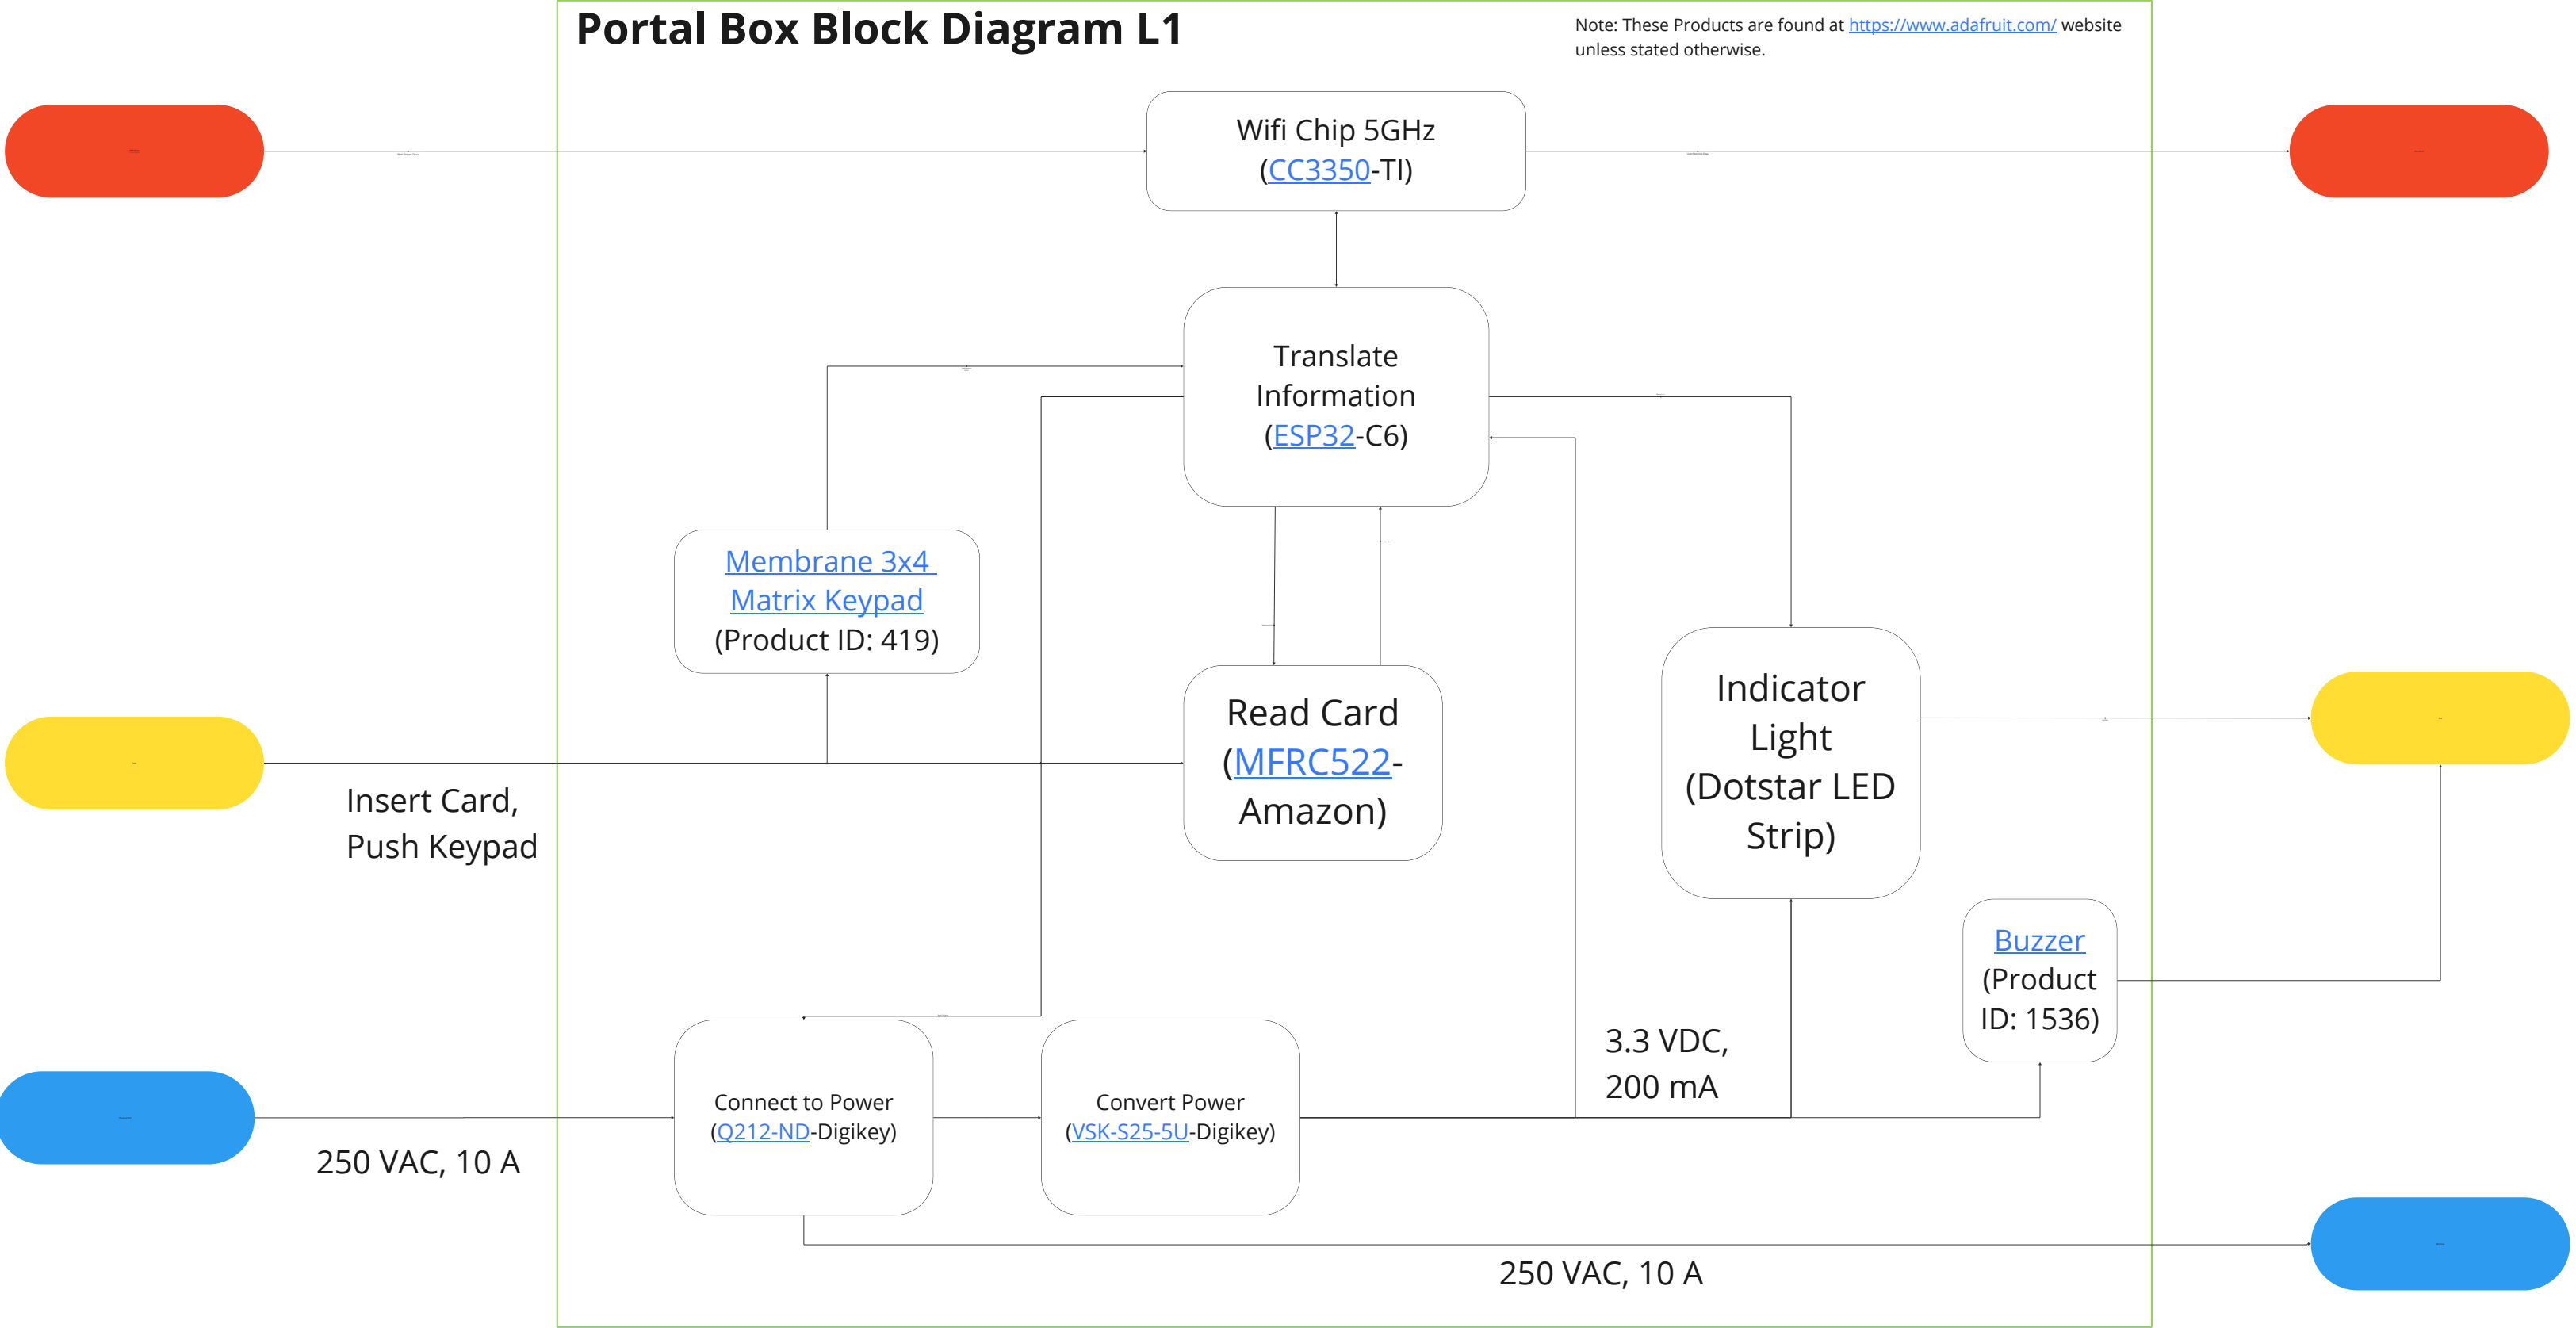 Portal Box Block Diagram L1
Note: These Products are found at https://www.adafruit.com/ website
unless stated otherwise.
Wifi Chip 5GHz
(CC3350-TI)
Translate
Information
(ESP32-C6)
Membrane 3x4
Matrix Keypad
(Product ID: 419)
Read Card
(MFRC522-
Amazon)
Indicator
Light
(Dotstar LED
Strip)
Insert Card,
Push Keypad
Buzzer
(Product
ID: 1536)
3.3 VDC,
200 mA
Connect to Power
(Q212-ND-Digikey)
Convert Power
(VSK-S25-5U-Digikey)
250 VAC, 10 A
250 VAC, 10 A